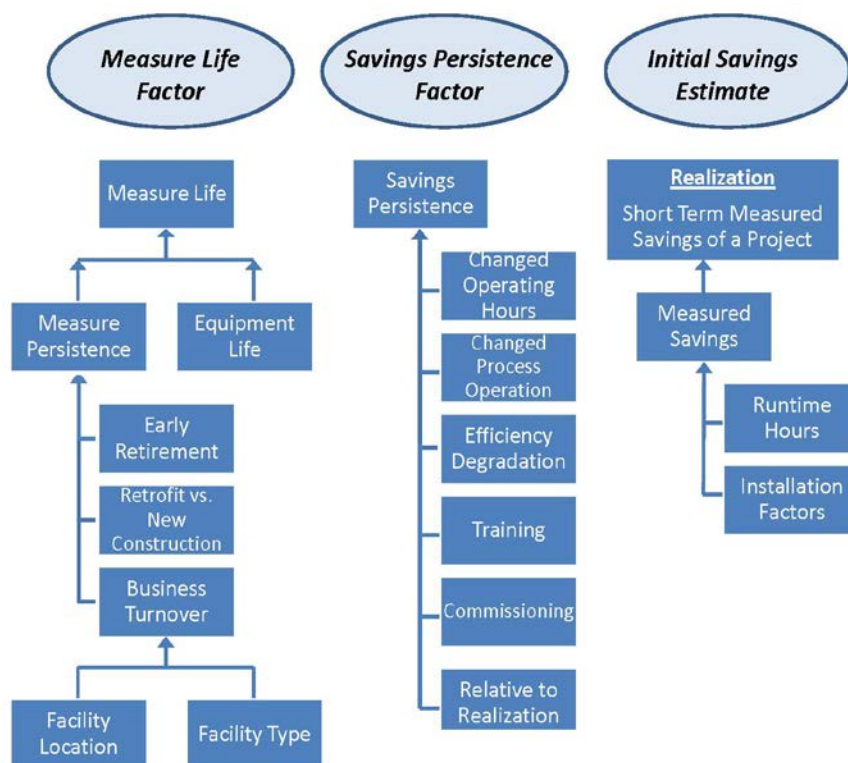 Measure Life
Factor
Savings Persistence
Factor
Initial Savings
Estimate
Measure Life
Measure
Persistence
Equipment
Life
Early
Retirement
Retrofit vs.
New
Construction
Business
Turnover
Facility
Location
Facility Type
Savings
Persistence
Changed
Operating
Hours
Changed
Process
Operation
Efficiency
Degradation
Training
Commissioning
Relative to
Realization
Realization
Short Term Measured
Savings of a Project
Measured
Savings
Runtime
Hours
Installation
Factors